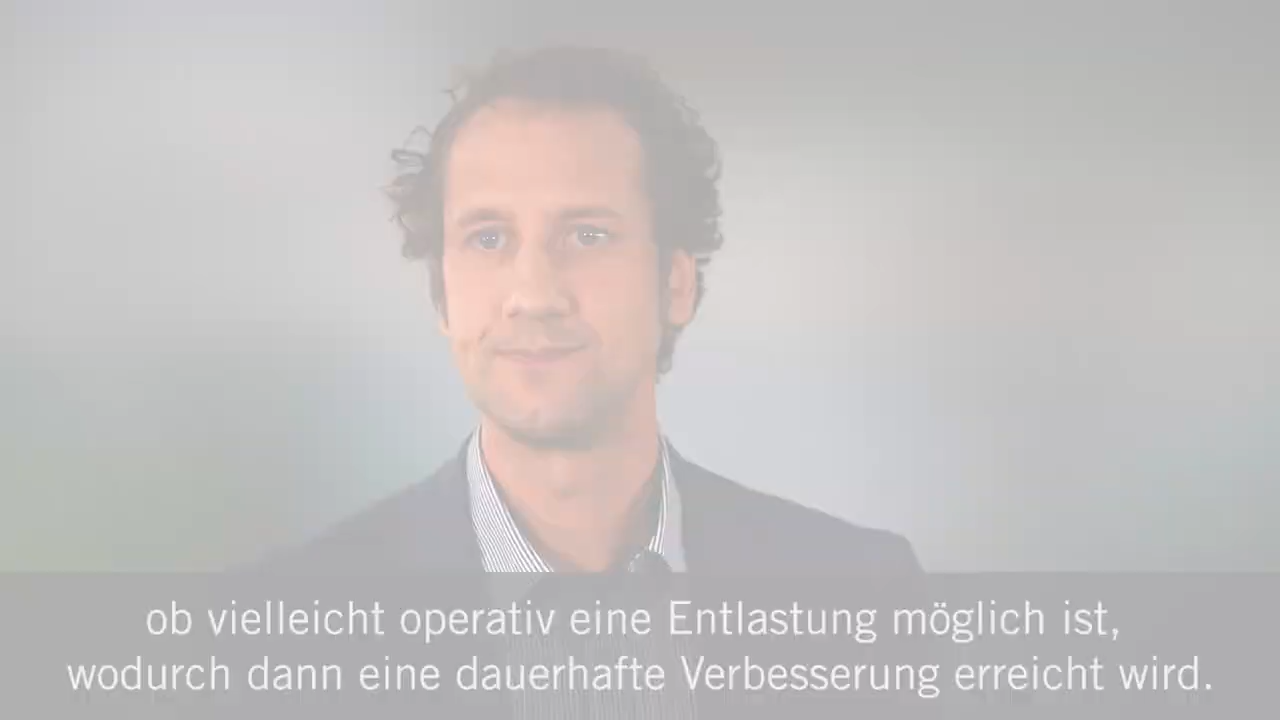 ob vielleicht operativ eine Entlastung möglich ist,
wodurch dann eine dauerhafte Verbesserung erreicht wird.